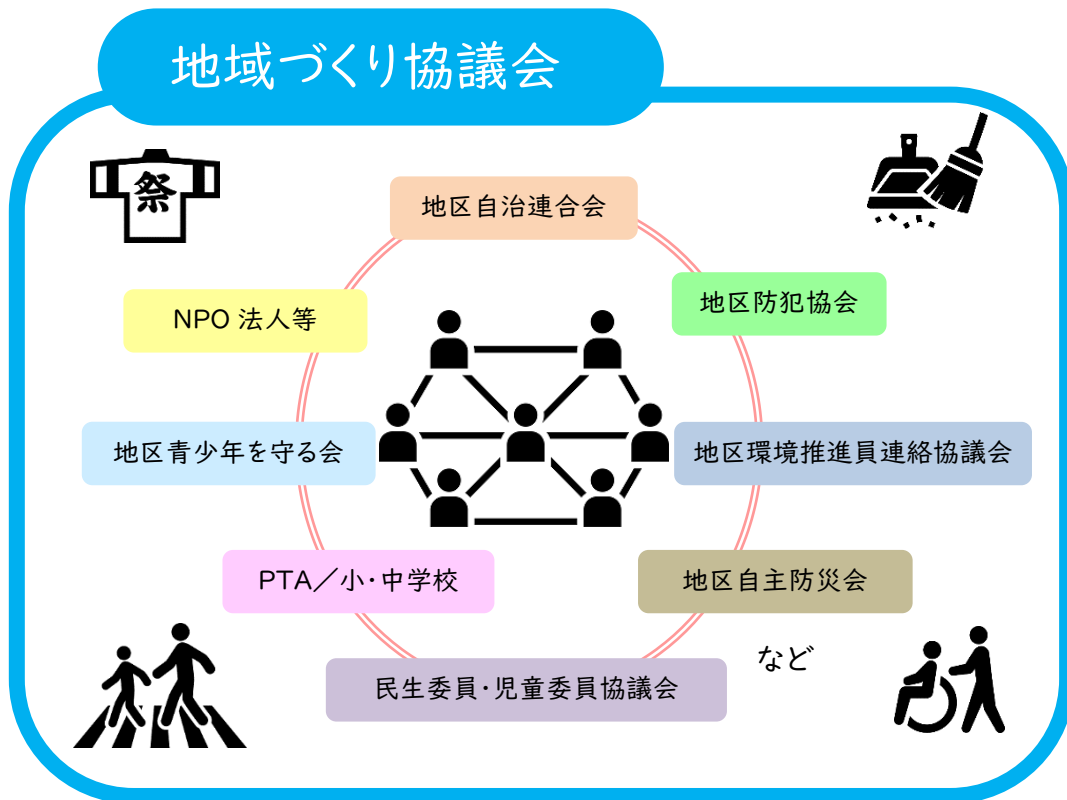 地域づくり協議会
祭
地区自治連合会
地区防犯協会
NPO 法人等
地区青少年を守る会
地区環境推進員連絡協議会
PTA／小・中学校
地区自主防災会
など
民生委員・児童委員協議会